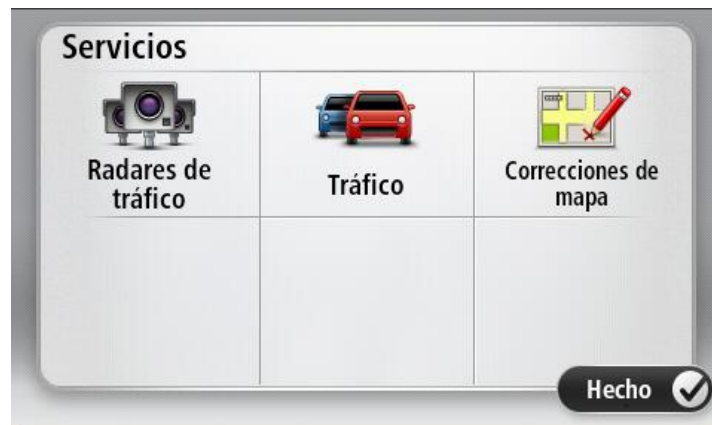 Servicios
Radares de
tráfico
Tráfico
Correcciones de
mapa
Hecho